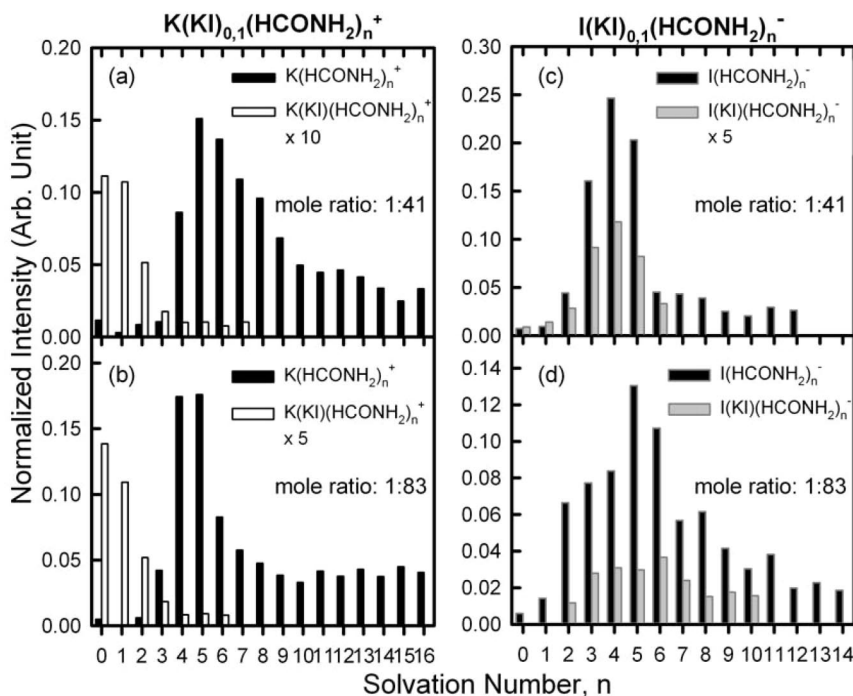 K(KI)₀,₁(HCONH₂)ₙ⁺
I(KI)₀,₁(HCONH₂)ₙ⁻
Normalized Intensity (Arb. Unit)
(a)
K(HCONH₂)ₙ⁺
K(KI)(HCONH₂)ₙ⁺
x 10
mole ratio: 1:41
0.20
0.15
0.10
0.05
0.00
(b)
K(HCONH₂)ₙ⁺
K(KI)(HCONH₂)ₙ⁺
x 5
mole ratio: 1:83
0.20
0.15
0.10
0.05
0.00
0 1 2 3 4 5 6 7 8 9 10 11 12 13 14 15 16
(c)
I(HCONH₂)ₙ⁻
I(KI)(HCONH₂)ₙ⁻
x 5
mole ratio: 1:41
0.30
0.25
0.20
0.15
0.10
0.05
0.00
(d)
I(HCONH₂)ₙ⁻
I(KI)(HCONH₂)ₙ⁻
mole ratio: 1:83
0.14
0.12
0.10
0.08
0.06
0.04
0.02
0.00
0 1 2 3 4 5 6 7 8 9 10 11 12 13 14
Solvation Number, n